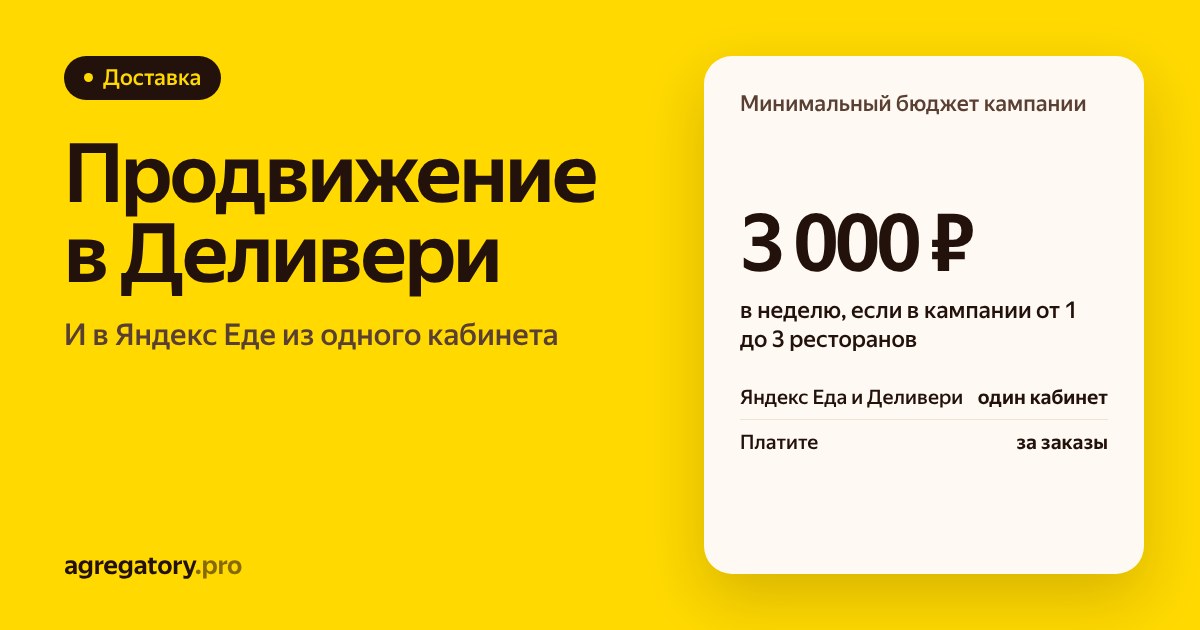 Доставка
Продвижение
в Деливери
И в Яндекс Еде из одного кабинета
agregatory.pro
Минимальный бюджет кампании
3 000 ₽
в неделю, если в кампании от 1
до 3 ресторанов
Яндекс Еда и Деливери один кабинет
Платите за заказы